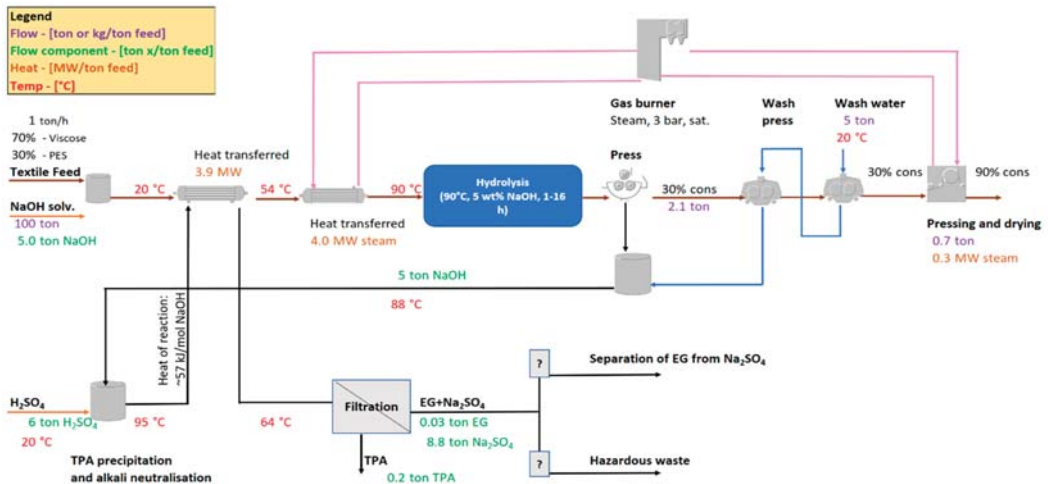 Legend
Flow - [ton or kg/ton feed]
Flow component - [ton x/ton feed]
Heat - [MW/ton feed]
Temp - [°C]
1 ton/h
70% - Viscose
30% - PES
Textile Feed
NaOH solv.
100 ton
5.0 ton NaOH
20 °C
Heat transferred
3.9 MW
54 °C
Heat transferred
4.0 MW steam
90 °C
Hydrolysis
(90°C, 5 wt% NaOH, 1-16
h)
Gas burner
Steam, 3 bar, sat.
Press
30% cons
2.1 ton
Wash
press
Wash water
5 ton
20 °C
30% cons
90% cons
Pressing and drying
0.7 ton
0.3 MW steam
5 ton NaOH
88 °C
Heat of reaction:
~57 kJ/mol NaOH
H₂SO₄
6 ton H₂SO₄
20 °C
95 °C
TPA precipitation
and alkali neutralisation
64 °C
Filtration
TPA
0.2 ton TPA
EG+Na₂SO₄
0.03 ton EG
8.8 ton Na₂SO₄
?
Separation of EG from Na₂SO₄
?
Hazardous waste